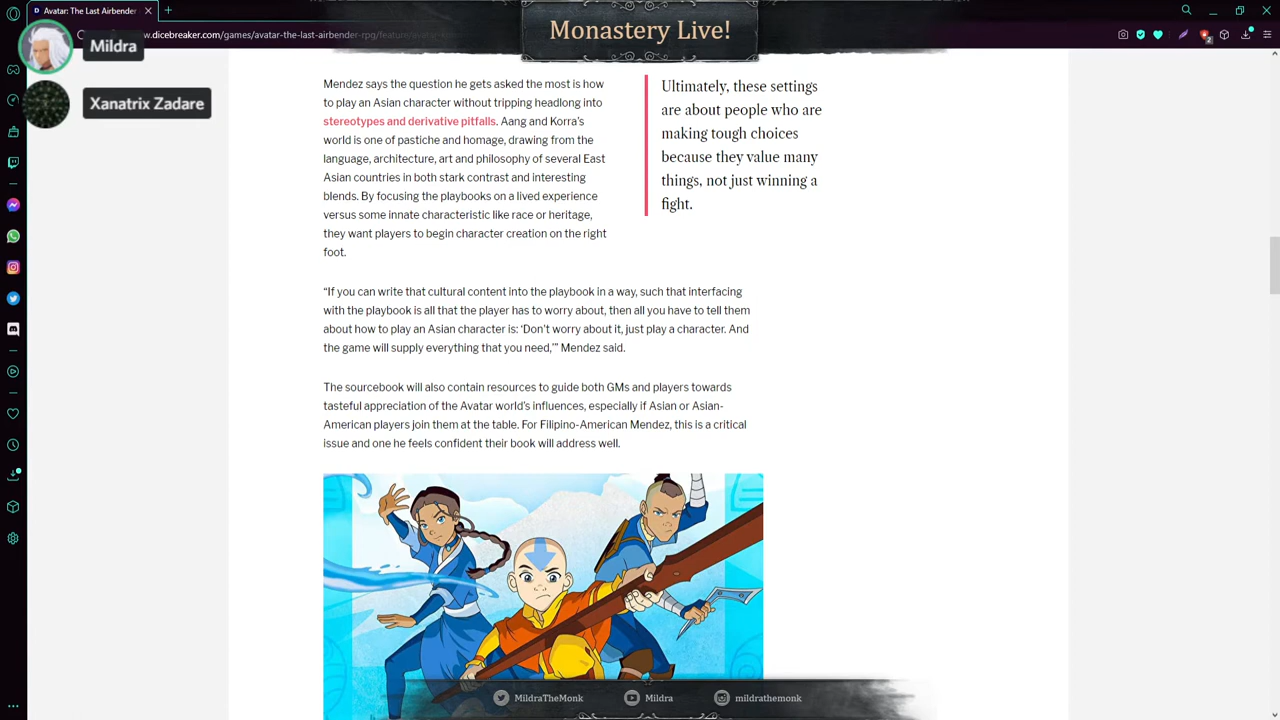 Avatar: The Last Airbender
Monastery Live!
w.dicebreaker.com/games/avatar-the-last-airbender-rpg/feature/
Mildra
Xanatrix Zadare
Mendez says the question he gets asked the most is how
to play an Asian character without tripping headlong into
stereotypes and derivative pitfalls. Aang and Korra's
world is one of pastiche and homage, drawing from the
language, architecture, art and philosophy of several East
Asian countries in both stark contrast and interesting
blends. By focusing the playbooks on a lived experience
versus some innate characteristic like race or heritage,
they want players to begin character creation on the right
foot.
Ultimately, these settings
are about people who are
making tough choices
because they value many
things, not just winning a
fight.
“If you can write that cultural content into the playbook in a way, such that interfacing
with the playbook is all that the player has to worry about, then all you have to tell them
about how to play an Asian character is: ‘Don’t worry about it, just play a character. And
the game will supply everything that you need,’” Mendez said.
The sourcebook will also contain resources to guide both GMs and players towards
tasteful appreciation of the Avatar world’s influences, especially if Asian or Asian-
American players join them at the table. For Filipino-American Mendez, this is a critical
issue and one he feels confident their book will address well.
MildraTheMonk
Mildra
mildrathemonk